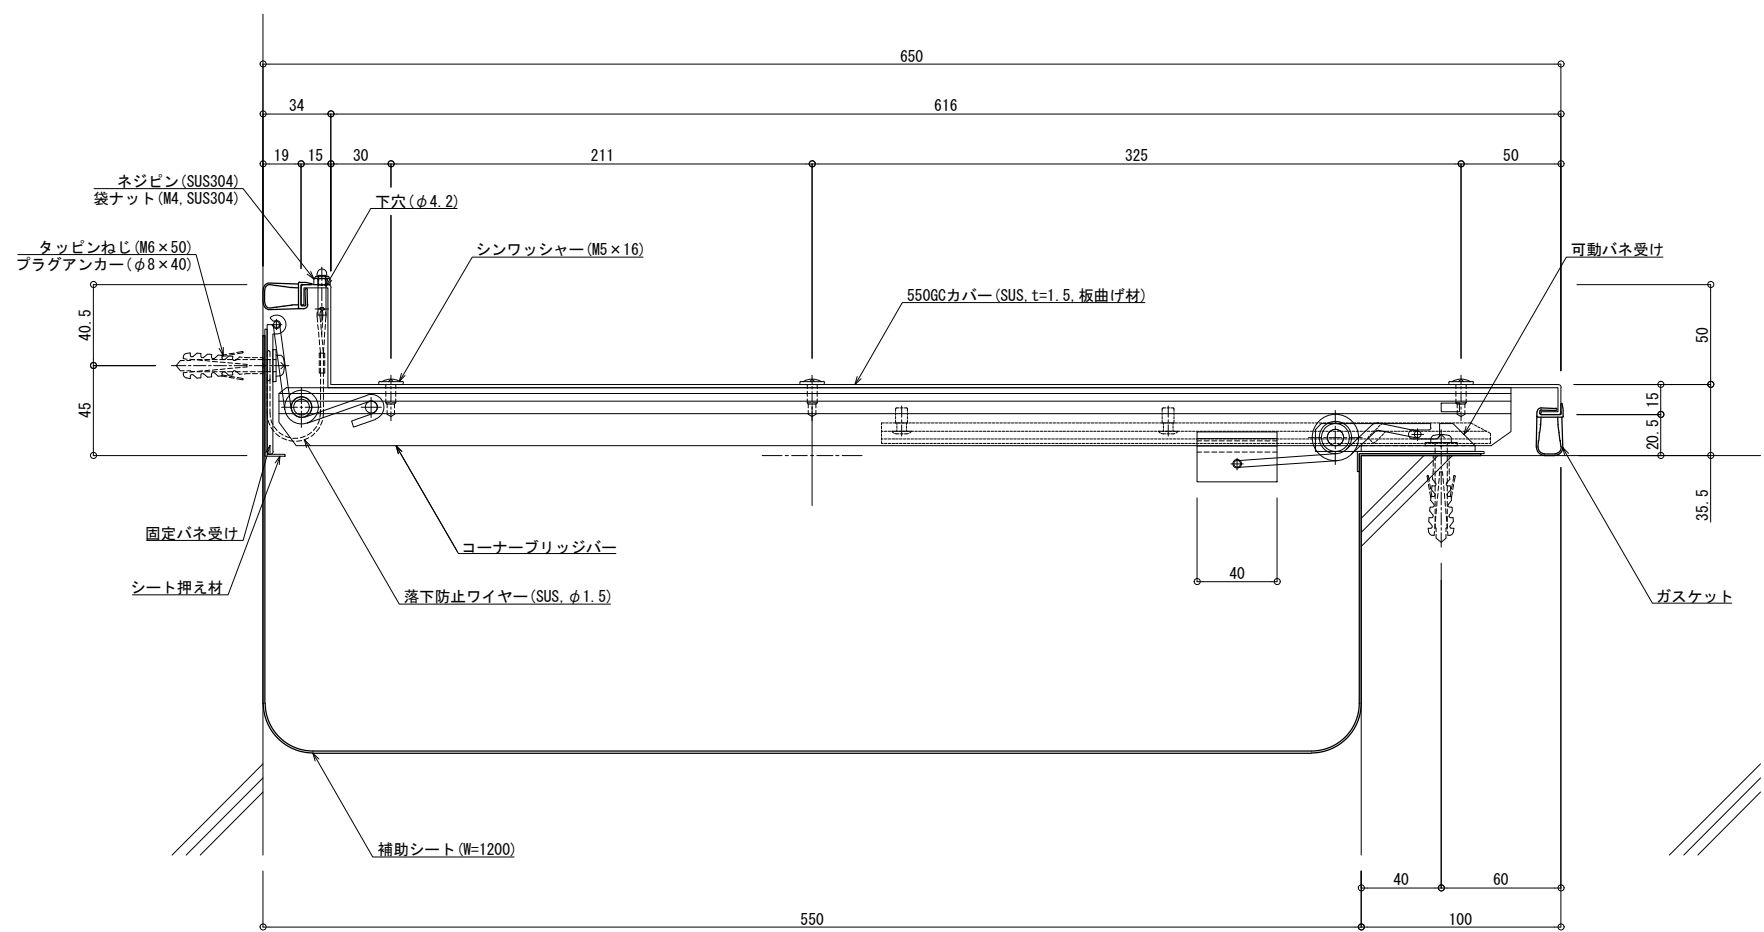 650
34
616
19
15
30
211
325
50
ネジピン(SUS304)
袋ナット(M4,SUS304)
下穴(φ4.2)
タッピンねじ(M6×50)
プラグアンカー(φ8×40)
シンワッシャー(M5×16)
可動バネ受け
550GCカバー(SUS,t=1.5,板曲げ材)
40.5
45
50
15
20.5
35.5
固定バネ受け
コーナーブリッジバー
シート押え材
落下防止ワイヤー(SUS,φ1.5)
40
ガスケット
補助シート(W=1200)
40
60
550
100